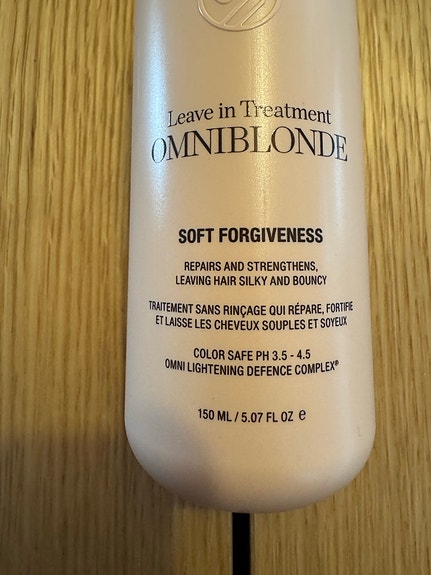 Leave in Treatment
OMNIBLONDE
SOFT FORGIVENESS
REPAIRS AND STRENGTHENS,
LEAVING HAIR SILKY AND BOUNCY
TRAITEMENT SANS RINÇAGE QUI RÉPARE, FORTIFIE
ET LAISSE LES CHEVEUX SOUPLES ET SOYEUX
COLOR SAFE PH 3.5 - 4.5
OMNI LIGHTENING DEFENCE COMPLEX®
150 ML / 5.07 FL OZ ℮